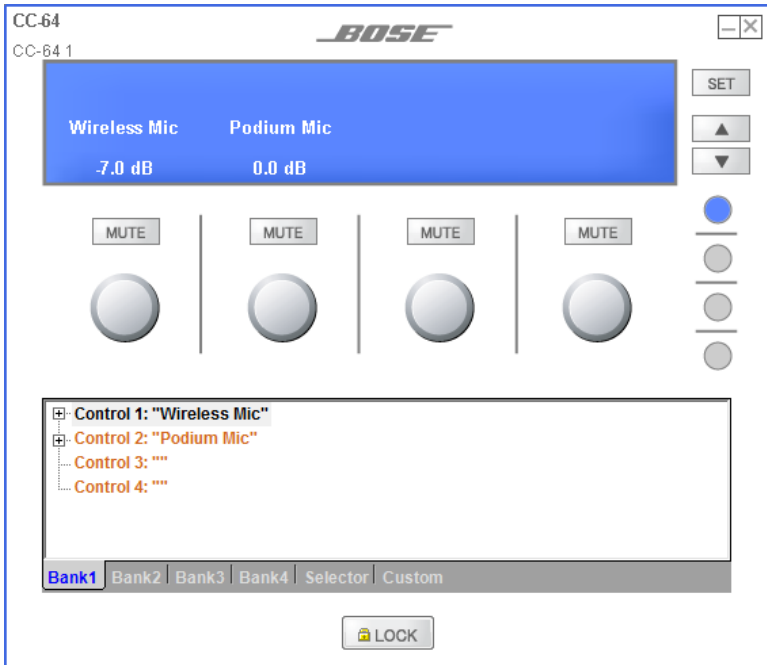 CC-64
BOSE
CC-64 1
SET
Wireless Mic Podium Mic
-7.0 dB 0.0 dB
MUTE MUTE MUTE MUTE
Control 1: "Wireless Mic"
Control 2: "Podium Mic"
Control 3: ""
Control 4: ""
Bank1 Bank2 Bank3 Bank4 Selector Custom
LOCK